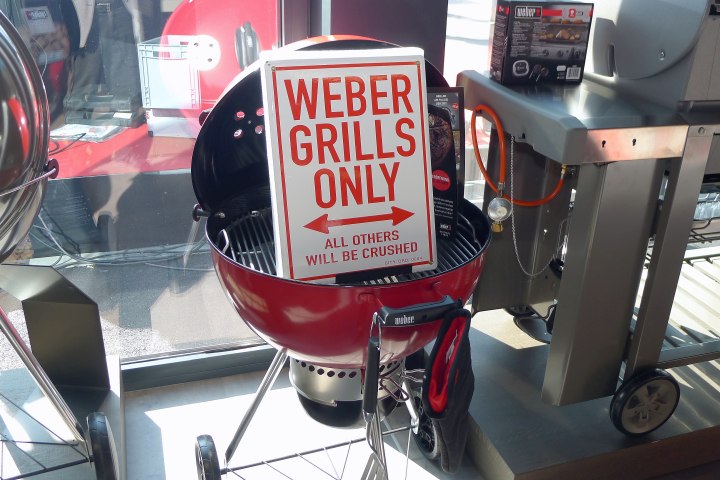 WEBER
GRILLS
ONLY
ALL OTHERS
WILL BE CRUSHED
weber
weber